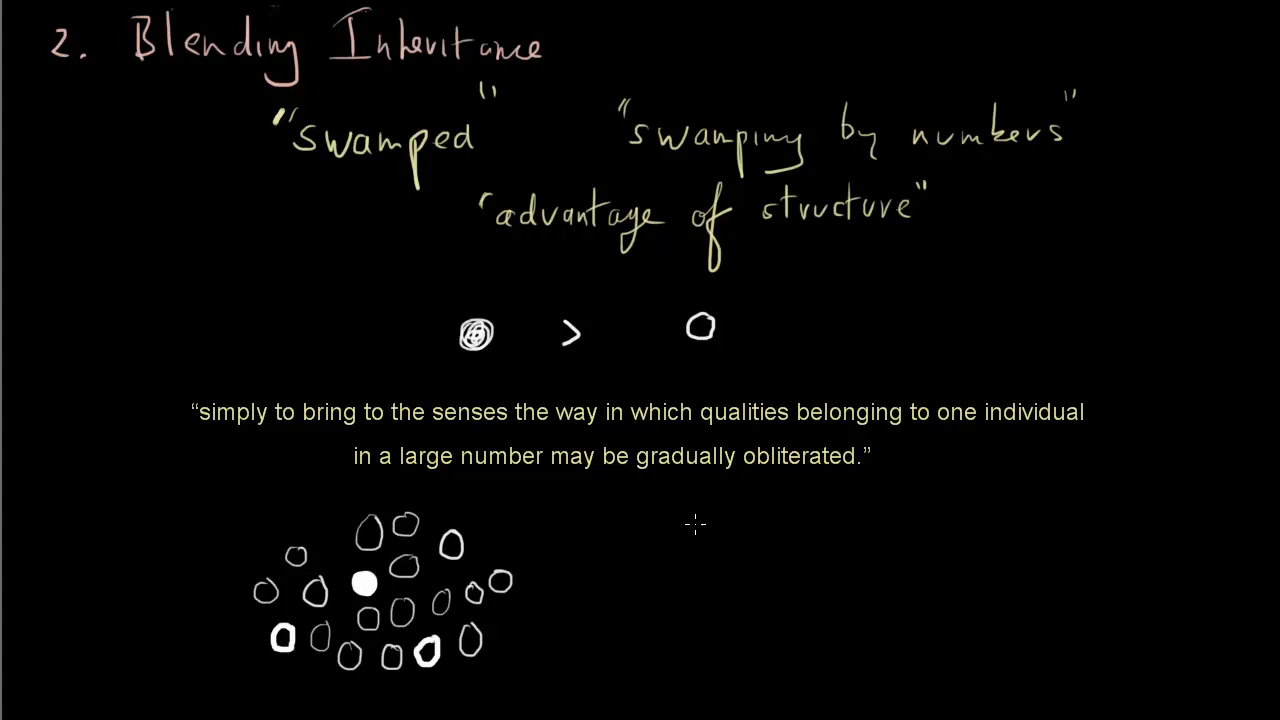 2. Blending Inheritance
"swamped" "swamping by numbers"
"advantage of structure"
>
“simply to bring to the senses the way in which qualities belonging to one individual
in a large number may be gradually obliterated.”